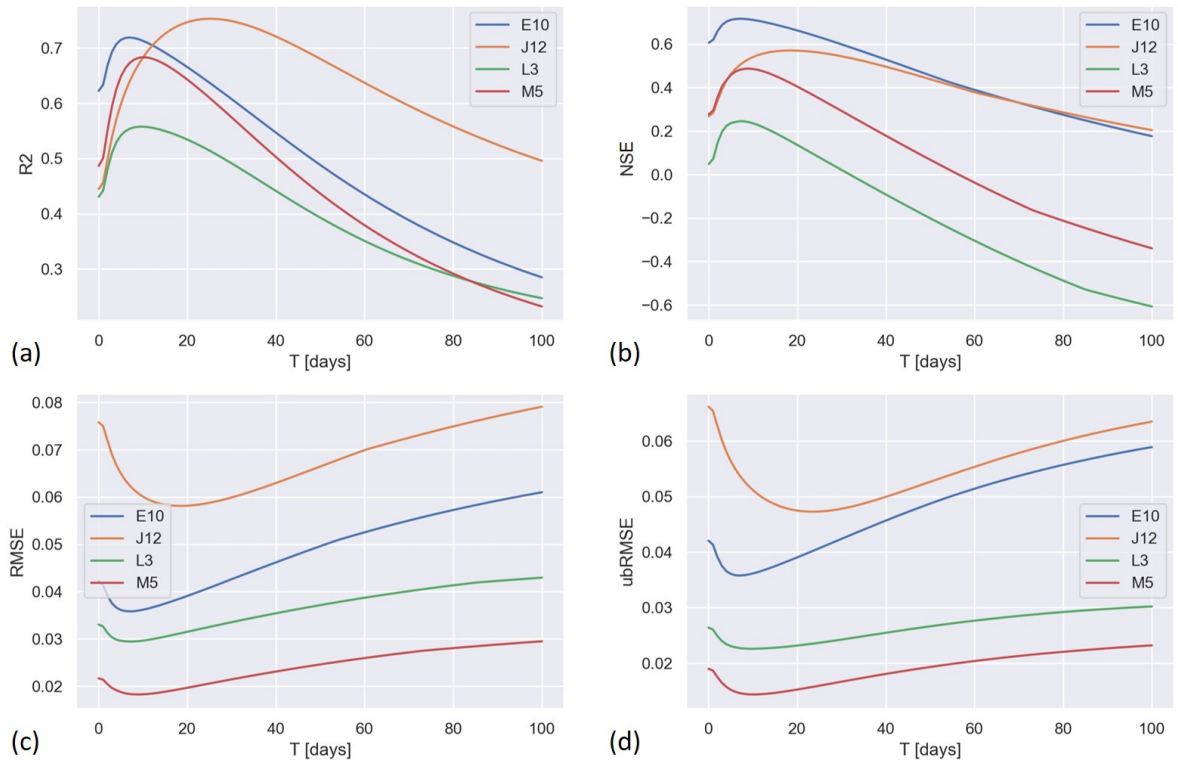 0.7
0.6
0.5
0.4
0.3
R2
E10
J12
L3
M5
0 20 40 60 80 100
T [days]
(a)
0.6
0.4
0.2
0.0
−0.2
−0.4
−0.6
NSE
E10
J12
L3
M5
0 20 40 60 80 100
T [days]
(b)
0.08
0.07
0.06
0.05
0.04
0.03
0.02
RMSE
E10
J12
L3
M5
0 20 40 60 80 100
T [days]
(c)
0.06
0.05
0.04
0.03
0.02
ubRMSE
E10
J12
L3
M5
0 20 40 60 80 100
T [days]
(d)